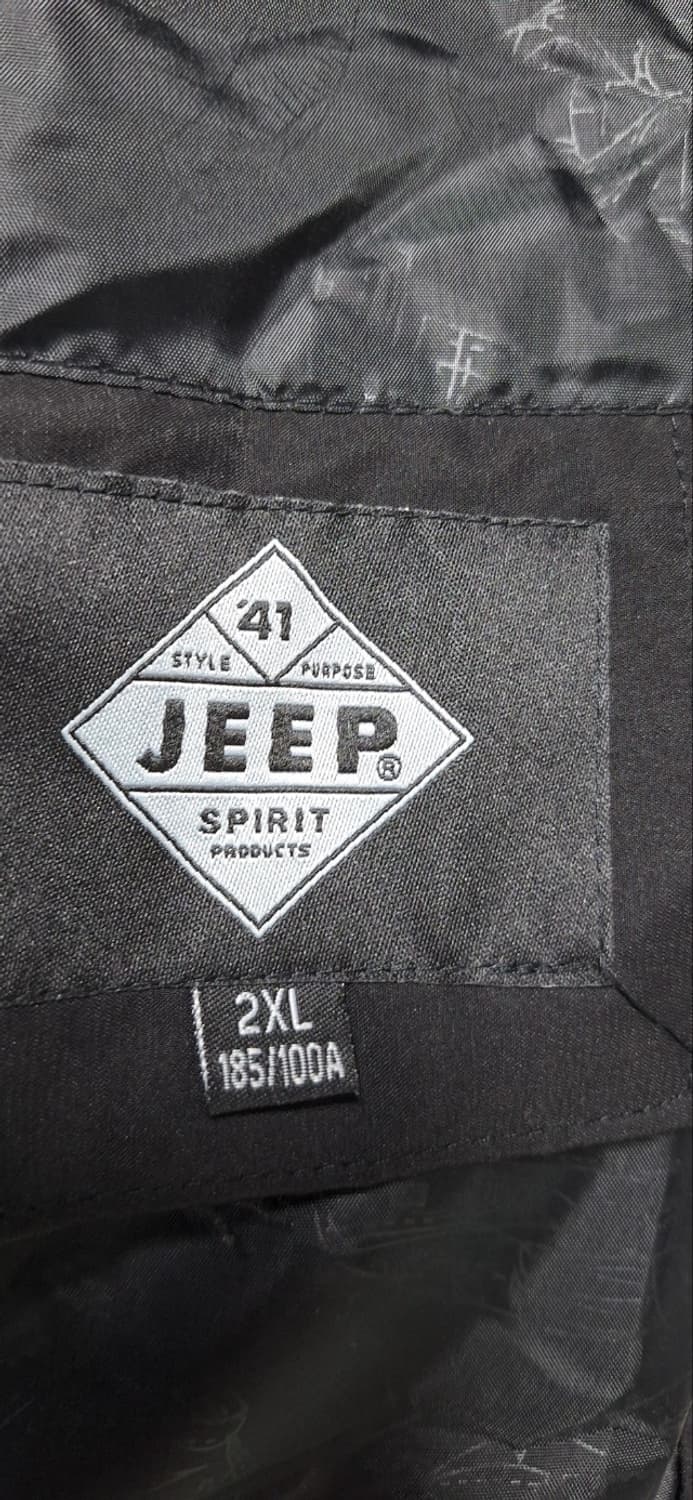 '41
STYLE PURPOSE
JEEP®
SPIRIT
PRODUCTS
2XL
185/100A